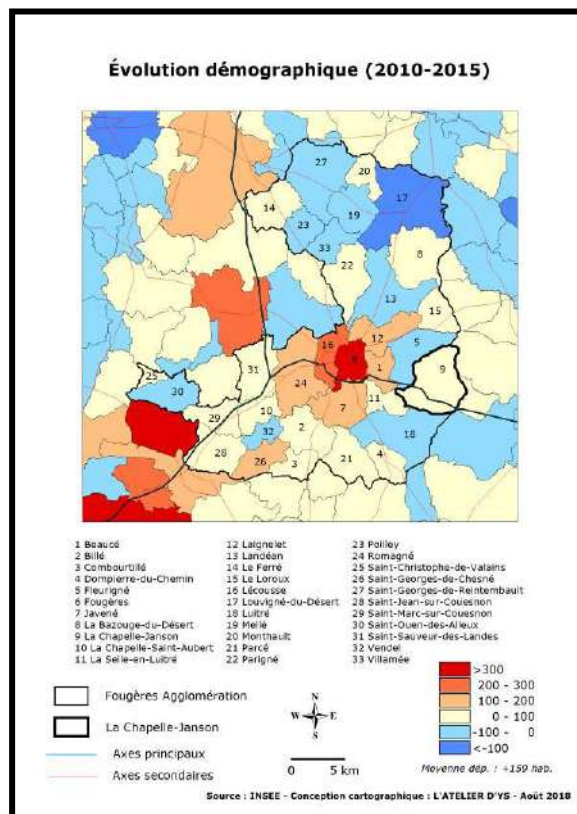 Évolution démographique (2010-2015)
27
20
17
14
19
23
33
22
8
13
15
12
16
5
6
1
9
31
25
24
30
11
7
29
10
18
32
2
28
26
3
21
4
1 Beaucé
2 Billé
3 Combourtillé
4 Dompierre-du-Chemin
5 Fleurigné
6 Fougères
7 Javené
8 La Bazouge-du-Désert
9 La Chapelle-Janson
10 La Chapelle-Saint-Aubert
11 La Selle-en-Luitré
12 Laignelet
13 Landéan
14 Le Ferré
15 Le Loroux
16 Lécousse
17 Louvigné-du-Désert
18 Luitré
19 Mellé
20 Monthault
21 Parcé
22 Parigné
23 Poilley
24 Romagné
25 Saint-Christophe-de-Valains
26 Saint-Georges-de-Chesné
27 Saint-Georges-de-Reintembault
28 Saint-Jean-sur-Couesnon
29 Saint-Marc-sur-Couesnon
30 Saint-Ouen-des-Alleux
31 Saint-Sauveur-des-Landes
32 Vendel
33 Villamée
Fougères Agglomération
La Chapelle-Janson
Axes principaux
Axes secondaires
N
W E
S
0 5 km
>300
200 - 300
100 - 200
0 - 100
-100 - 0
<-100
Moyenne dép. : +159 hab.
Source : INSEE - Conception cartographique : L'ATELIER D'YS - Août 2018